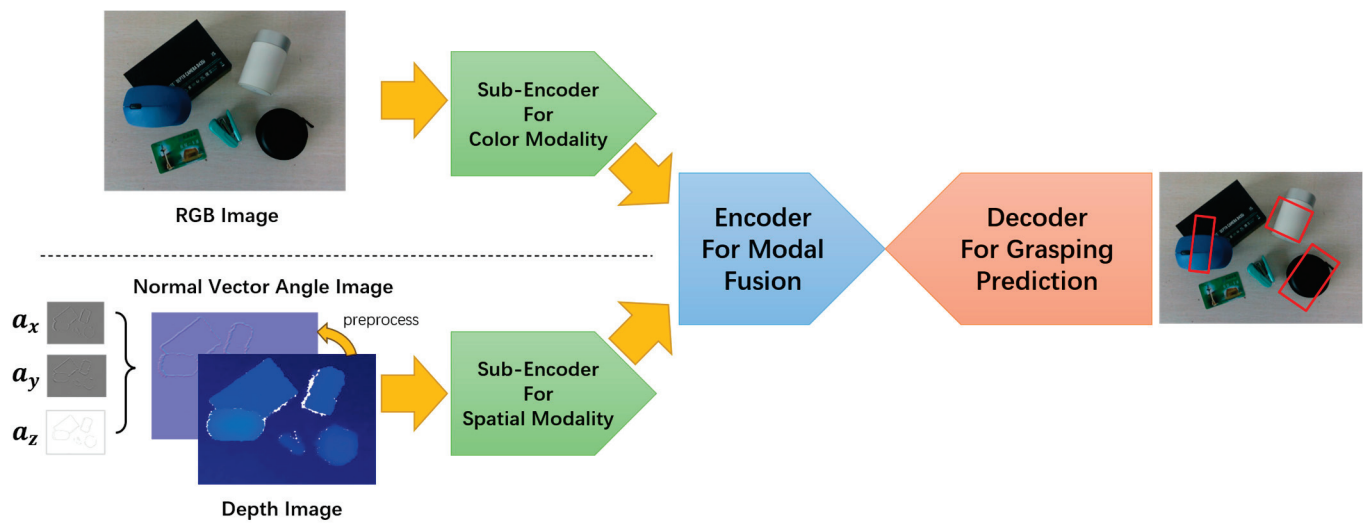 RGB Image
Sub-Encoder
For
Color Modality
Normal Vector Angle Image
preprocess
a_x
a_y
a_z
Depth Image
Sub-Encoder
For
Spatial Modality
Encoder
For Modal
Fusion
Decoder
For Grasping
Prediction